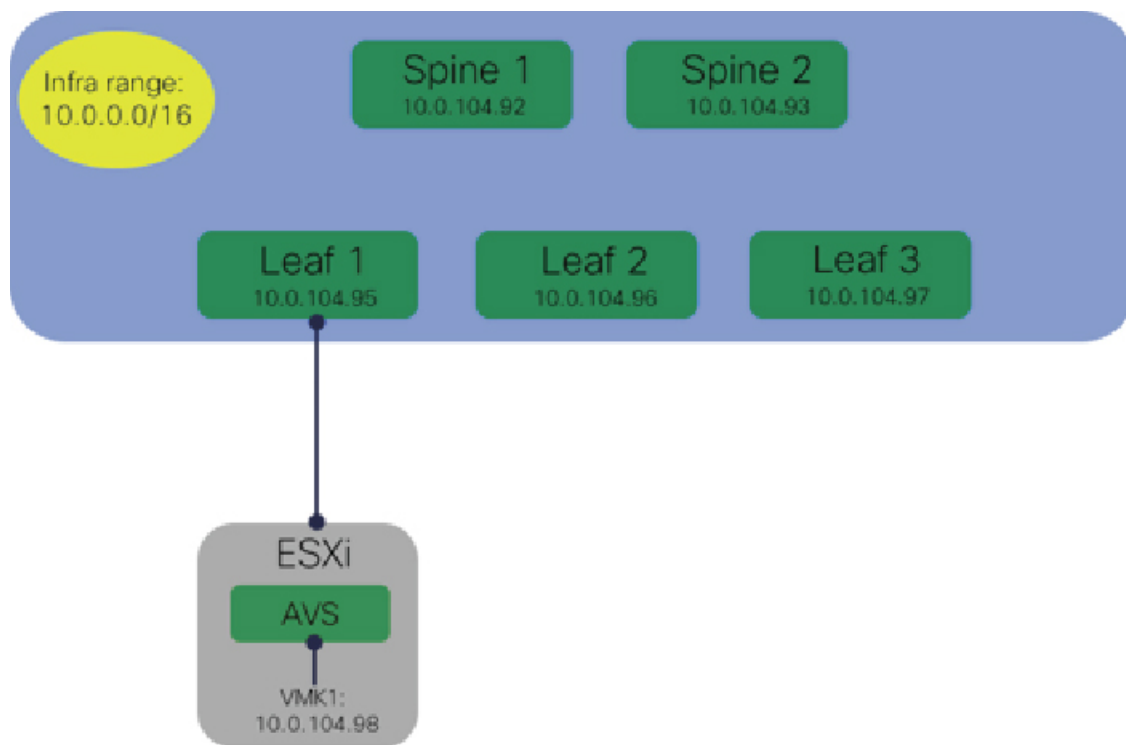 Infra range:
10.0.0.0/16
Spine 1
10.0.104.92
Spine 2
10.0.104.93
Leaf 1
10.0.104.95
Leaf 2
10.0.104.96
Leaf 3
10.0.104.97
ESXi
AVS
VMK1:
10.0.104.98